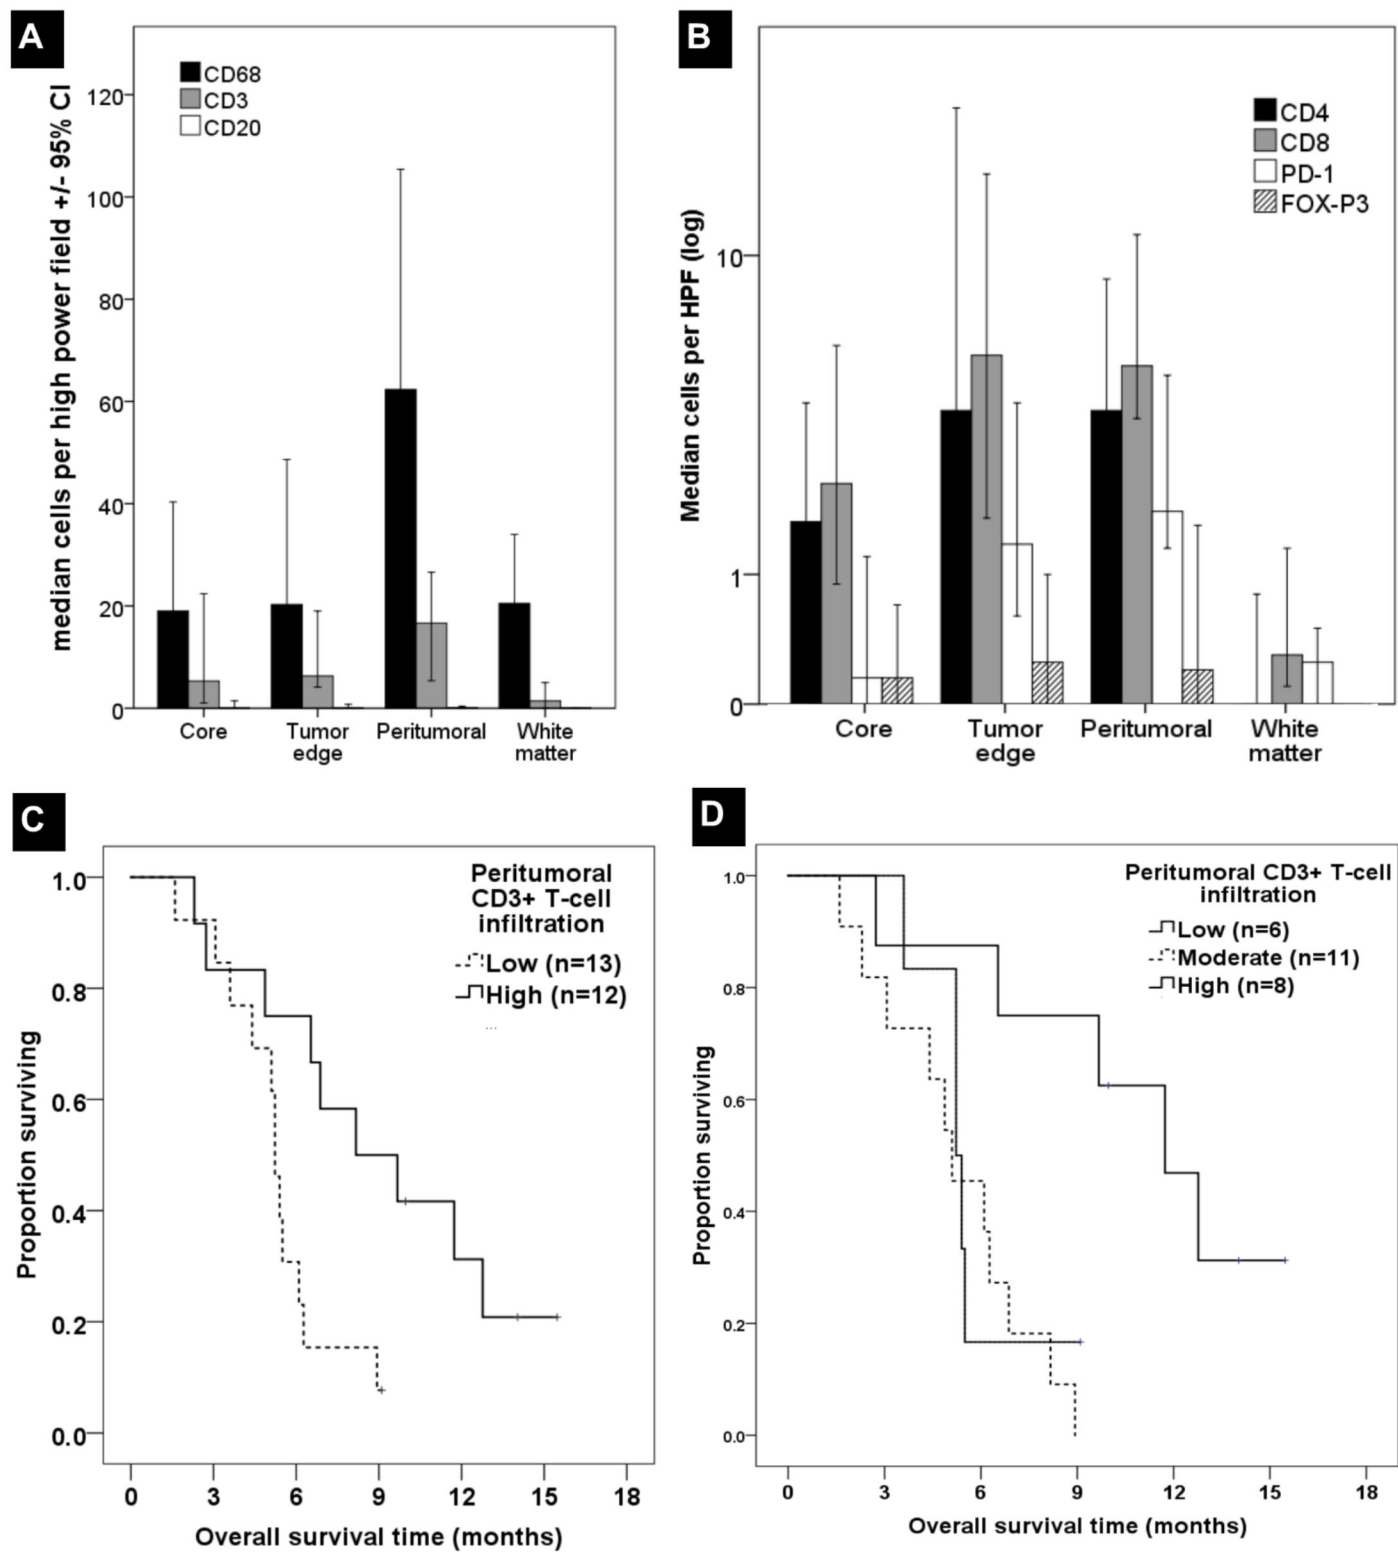 A
median cells per high power field +/- 95% CI
CD68
CD3
CD20
120
100
80
60
40
20
0
Core
Tumor
edge
Peritumoral
White
matter
B
Median cells per HPF (log)
CD4
CD8
PD-1
FOX-P3
10
1
0
Core
Tumor
edge
Peritumoral
White
matter
C
Peritumoral
CD3+ T-cell
infiltration
Low (n=13)
High (n=12)
...
Proportion surviving
1.0
0.8
0.6
0.4
0.2
0.0
0 3 6 9 12 15 18
Overall survival time (months)
D
Peritumoral CD3+ T-cell
infiltration
Low (n=6)
Moderate (n=11)
High (n=8)
Proportion surviving
1.0
0.8
0.6
0.4
0.2
0.0
0 3 6 9 12 15 18
Overall survival time (months)